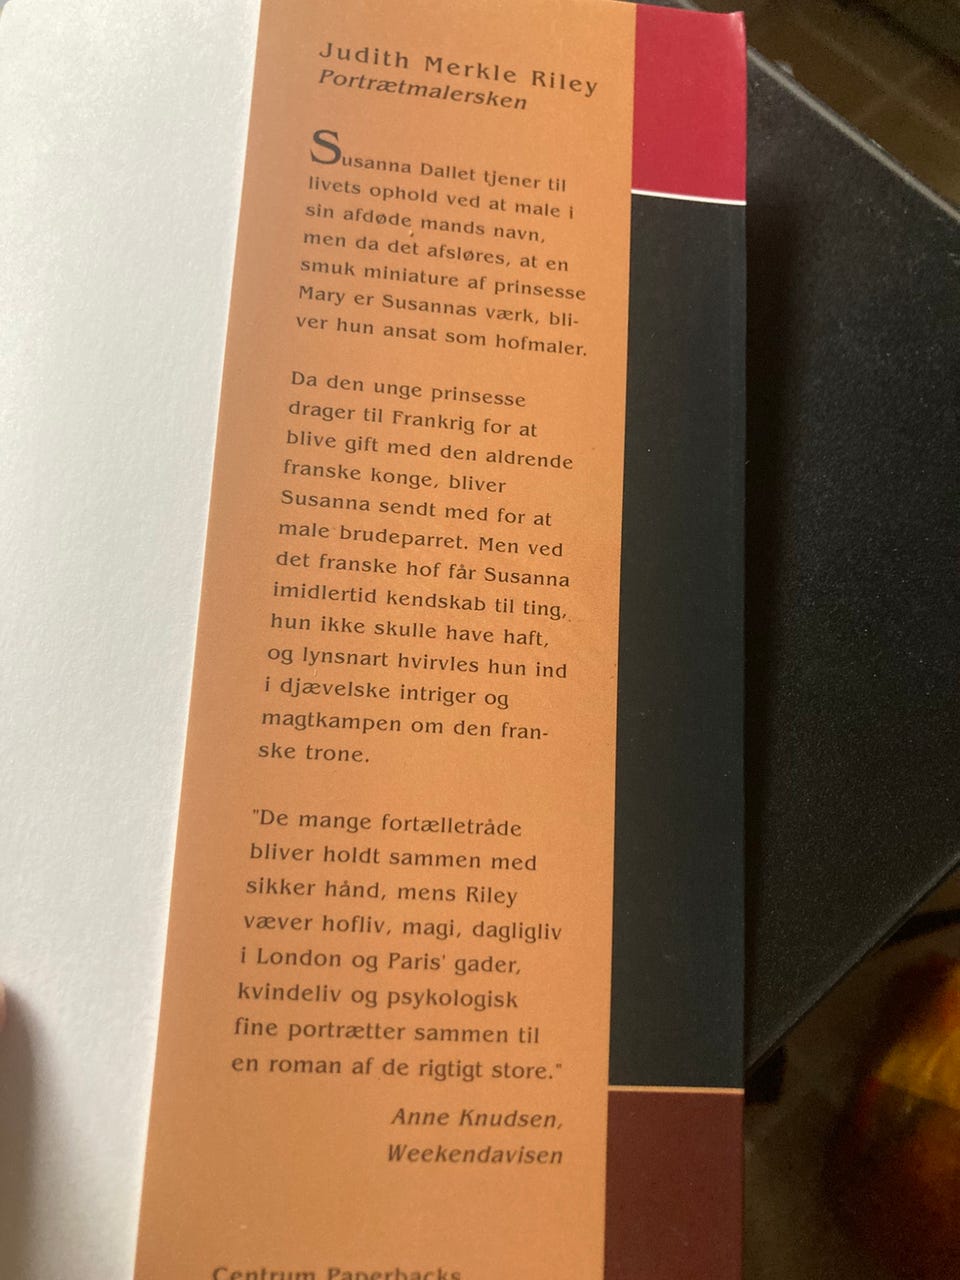 Judith Merkle Riley
Portrætmalersken
Susanna Dallet tjener til
livets ophold ved at male i
sin afdøde mands navn,
men da det afsløres, at en
smuk miniature af prinsesse
Mary er Susannas værk, bli-
ver hun ansat som hofmaler.
Da den unge prinsesse
drager til Frankrig for at
blive gift med den aldrende
franske konge, bliver
Susanna sendt med for at
male brudeparret. Men ved
det franske hof får Susanna
imidlertid kendskab til ting,
hun ikke skulle have haft,
og lynsnart hvirvles hun ind
i djævelske intriger og
magtkampen om den fran-
ske trone.
"De mange fortælletråde
bliver holdt sammen med
sikker hånd, mens Riley
væver hofliv, magi, dagligliv
i London og Paris' gader,
kvindeliv og psykologisk
fine portrætter sammen til
en roman af de rigtigt store."
Anne Knudsen,
Weekendavisen
Centrum Paperbacks